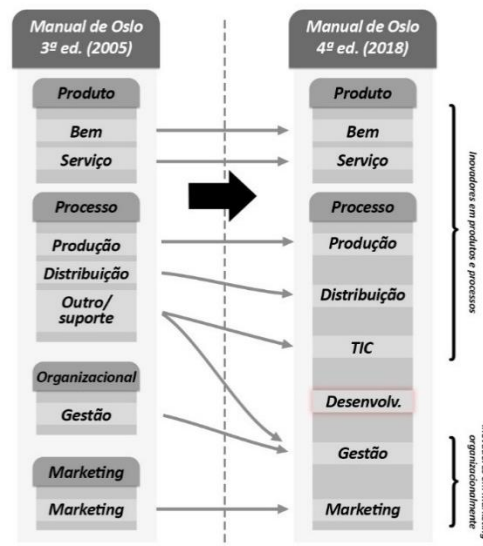 Manual de Oslo
3ª ed. (2005)
Produto
Bem
Serviço
Processo
Produção
Distribuição
Outro/
suporte
Organizacional
Gestão
Marketing
Marketing
Manual de Oslo
4ª ed. (2018)
Produto
Bem
Serviço
Processo
Produção
Distribuição
TIC
Desenvolv.
Gestão
Marketing
Inovadores em produtos e processos
organizacionalmente